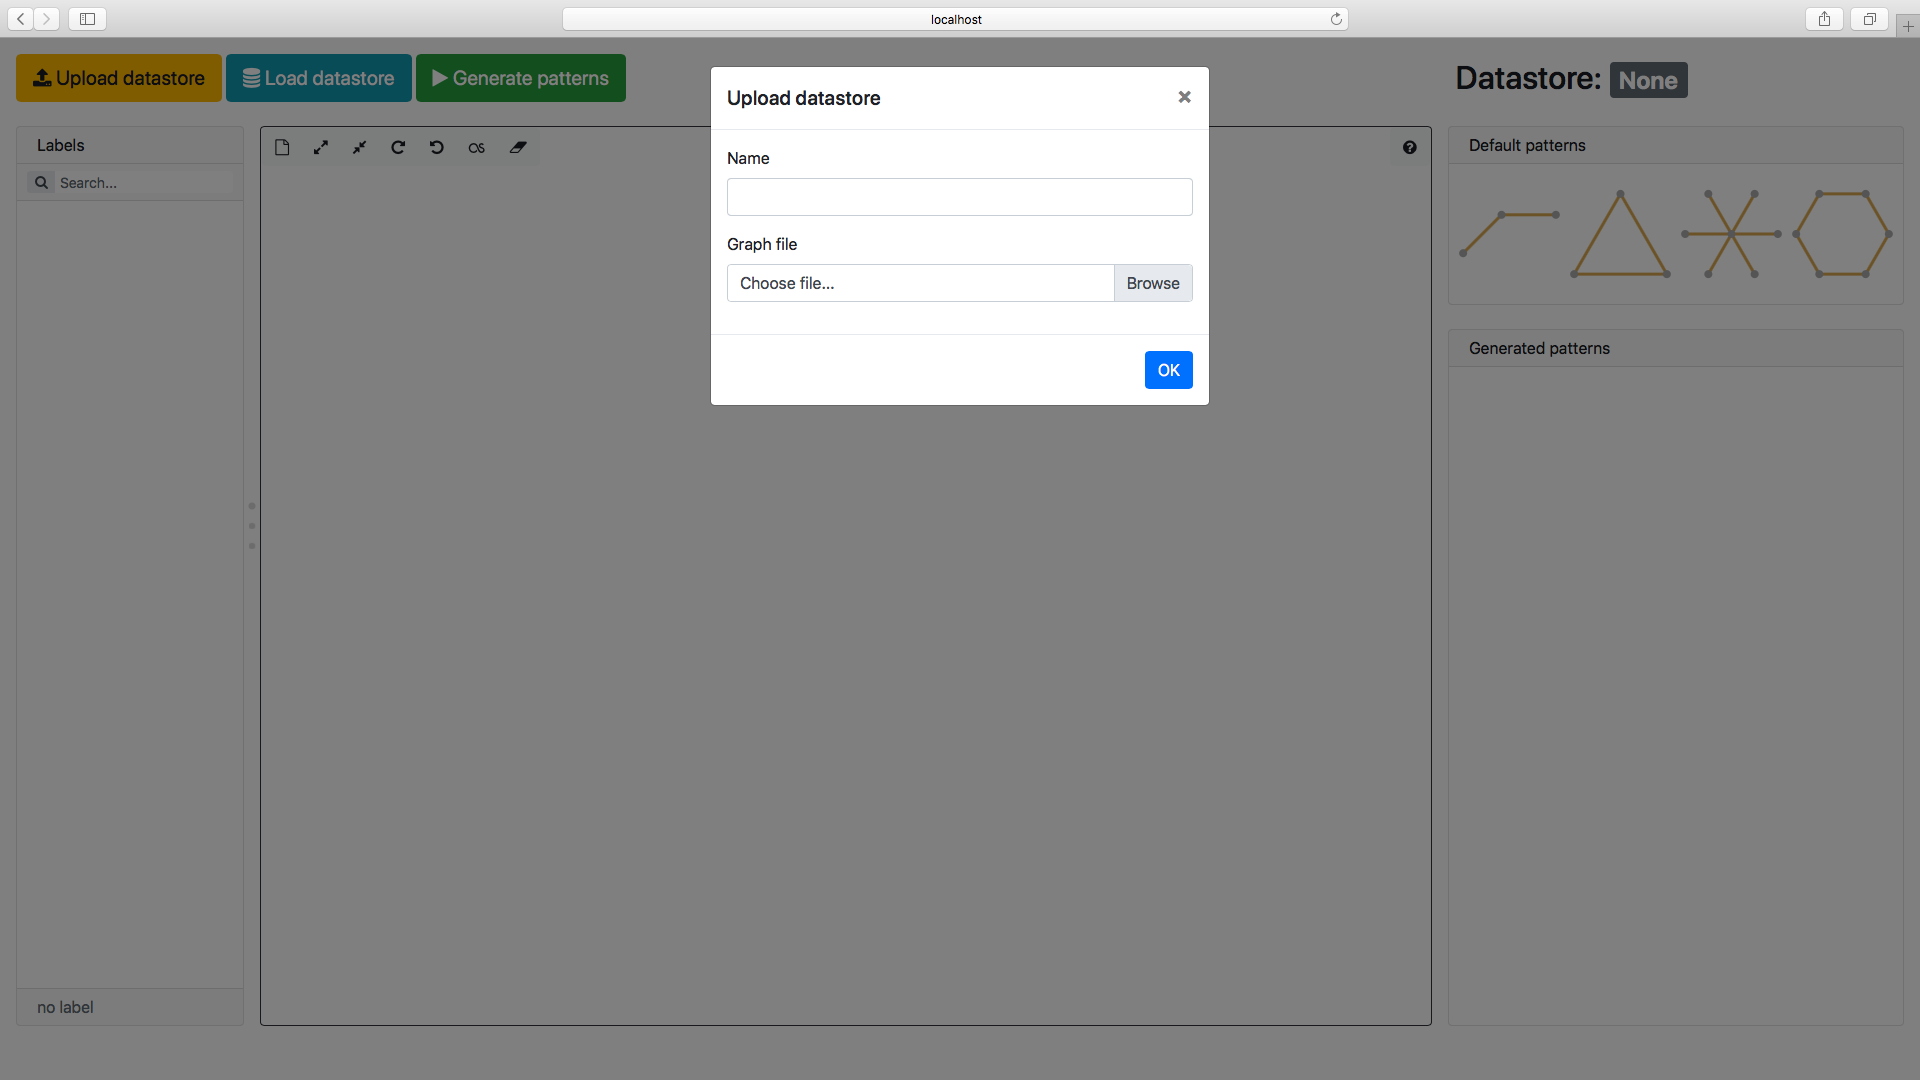 localhost
Upload datastore
Load datastore
Generate patterns
Datastore: None
Upload datastore
Name
Graph file
Choose file...
Browse
OK
Labels
Search...
no label
Default patterns
Generated patterns